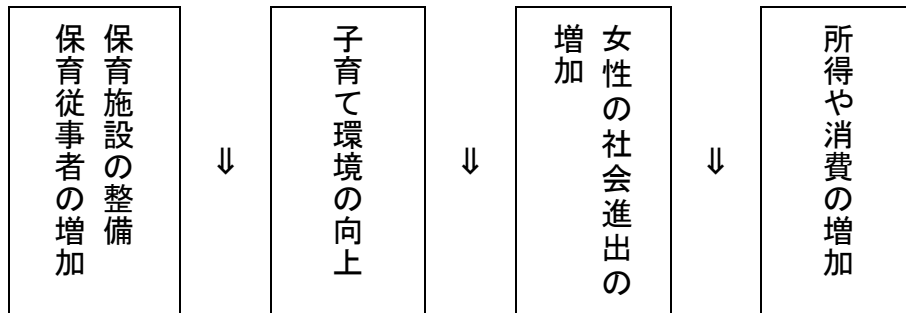 保育施設の整備
保育従事者の増加
⇓
子育て環境の向上
⇓
女性の社会進出の
増加
⇓
所得や消費の増加